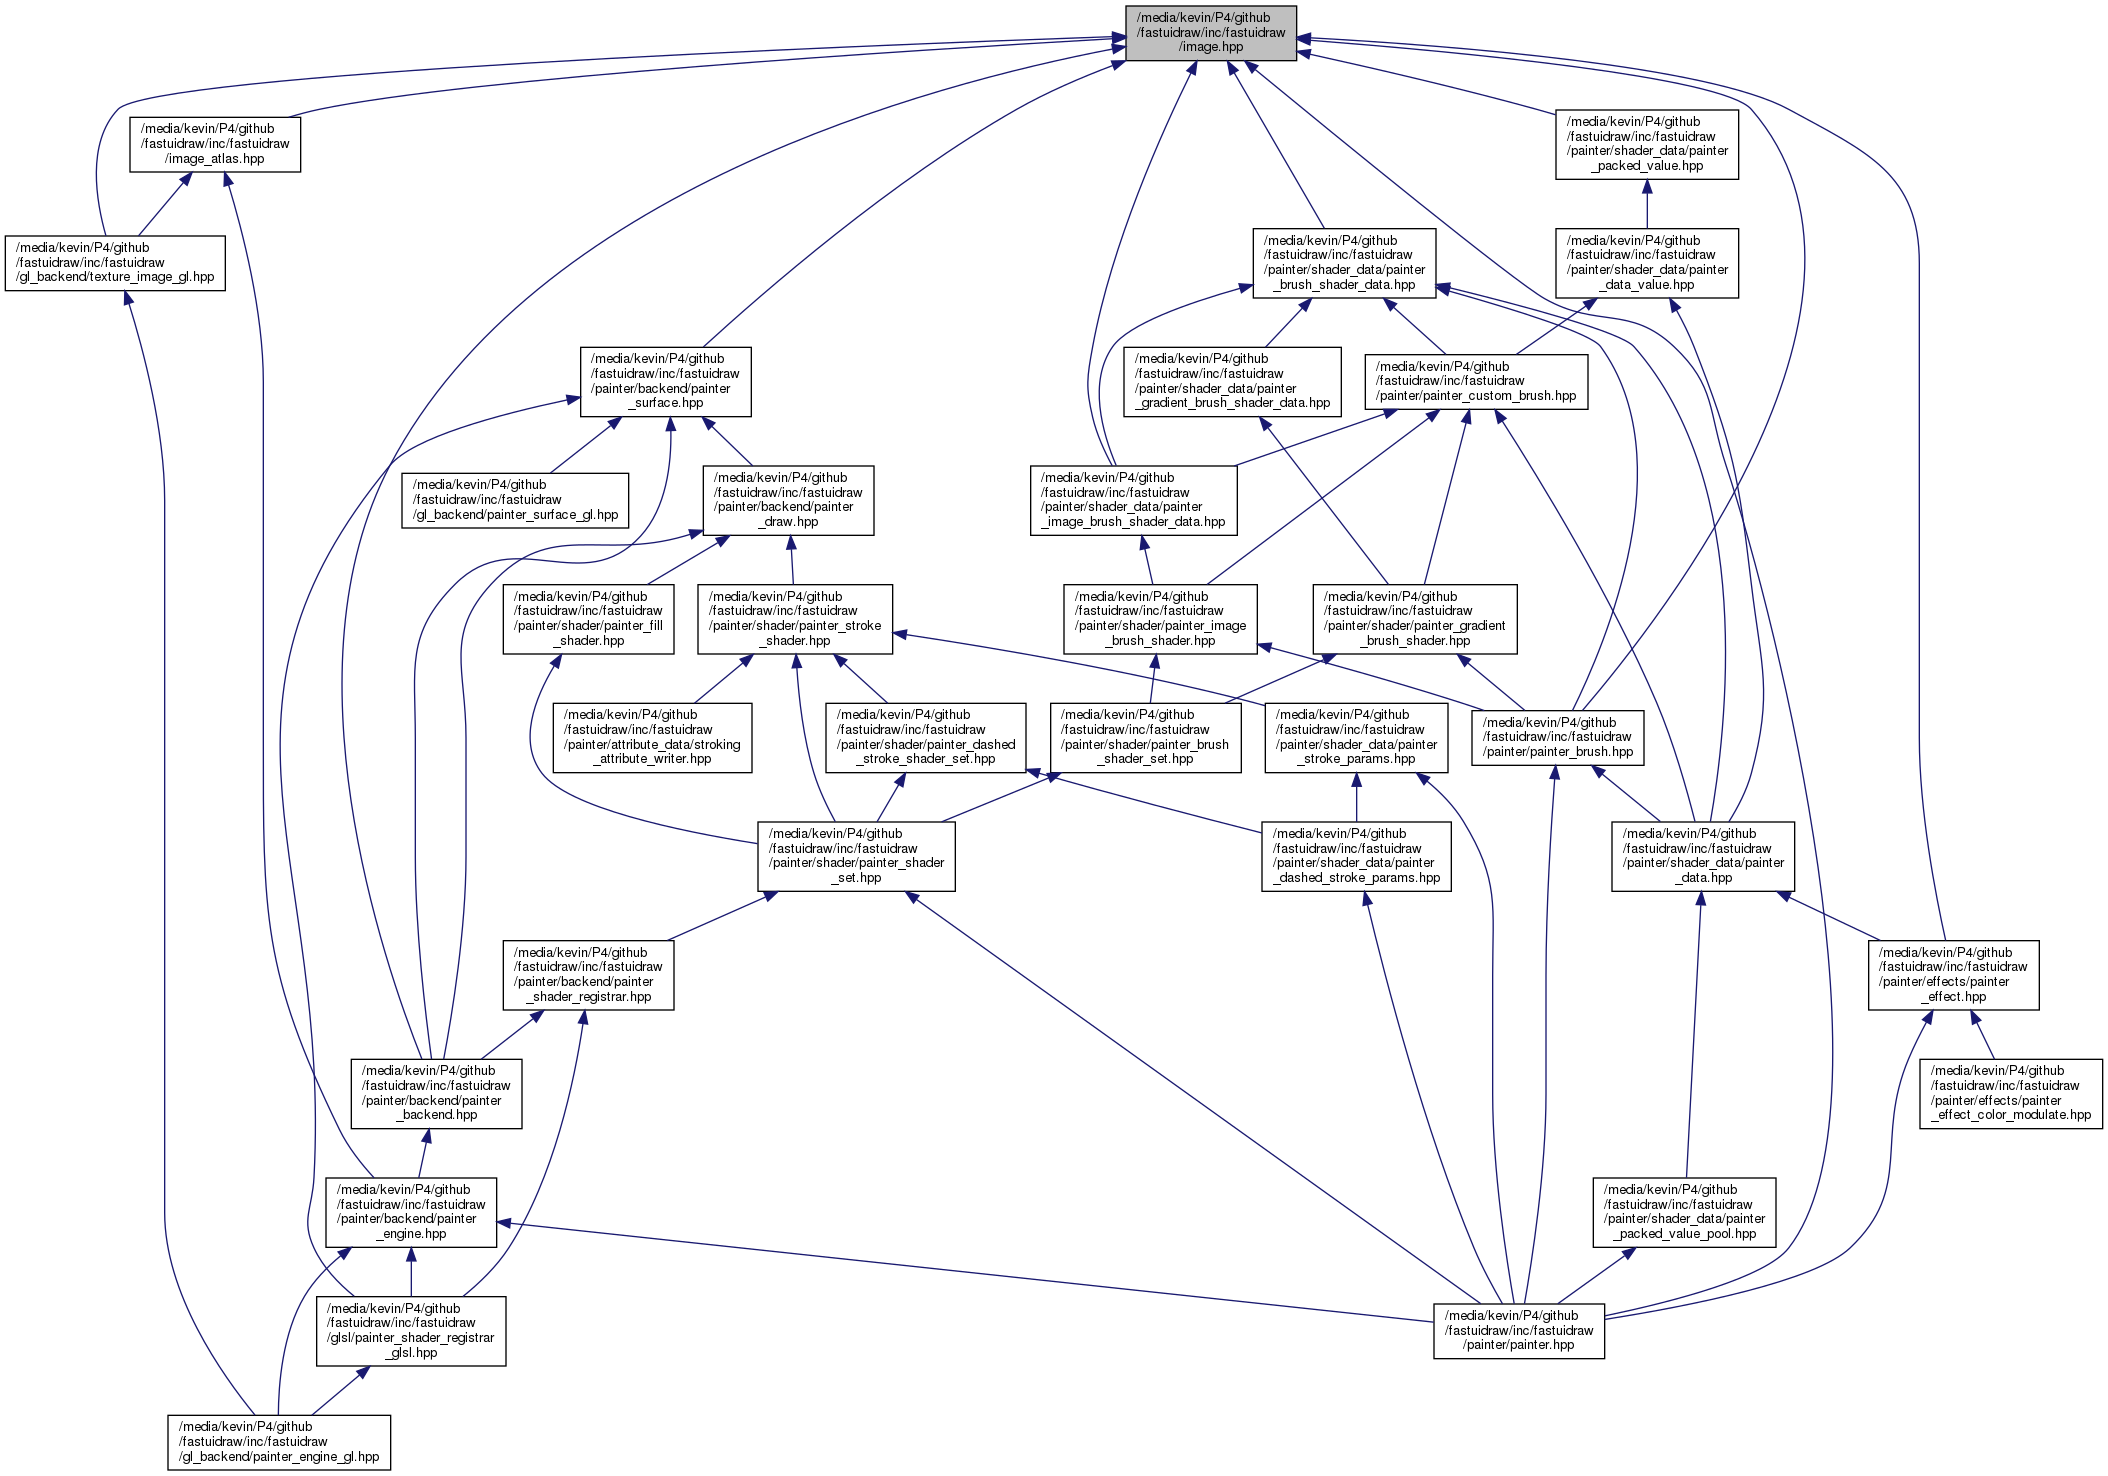 /media/kevin/P4/github
/fastuidraw/inc/fastuidraw
/image.hpp
/media/kevin/P4/github
/fastuidraw/inc/fastuidraw
/painter/shader_data/painter
_packed_value.hpp
/media/kevin/P4/github
/fastuidraw/inc/fastuidraw
/image_atlas.hpp
/media/kevin/P4/github
/fastuidraw/inc/fastuidraw
/gl_backend/texture_image_gl.hpp
/media/kevin/P4/github
/fastuidraw/inc/fastuidraw
/painter/shader_data/painter
_brush_shader_data.hpp
/media/kevin/P4/github
/fastuidraw/inc/fastuidraw
/painter/shader_data/painter
_data_value.hpp
/media/kevin/P4/github
/fastuidraw/inc/fastuidraw
/painter/backend/painter
_surface.hpp
/media/kevin/P4/github
/fastuidraw/inc/fastuidraw
/painter/shader_data/painter
_gradient_brush_shader_data.hpp
/media/kevin/P4/github
/fastuidraw/inc/fastuidraw
/painter/painter_custom_brush.hpp
/media/kevin/P4/github
/fastuidraw/inc/fastuidraw
/gl_backend/painter_surface_gl.hpp
/media/kevin/P4/github
/fastuidraw/inc/fastuidraw
/painter/backend/painter
_draw.hpp
/media/kevin/P4/github
/fastuidraw/inc/fastuidraw
/painter/shader_data/painter
_image_brush_shader_data.hpp
/media/kevin/P4/github
/fastuidraw/inc/fastuidraw
/painter/shader/painter_fill
_shader.hpp
/media/kevin/P4/github
/fastuidraw/inc/fastuidraw
/painter/shader/painter_stroke
_shader.hpp
/media/kevin/P4/github
/fastuidraw/inc/fastuidraw
/painter/shader/painter_image
_brush_shader.hpp
/media/kevin/P4/github
/fastuidraw/inc/fastuidraw
/painter/shader/painter_gradient
_brush_shader.hpp
/media/kevin/P4/github
/fastuidraw/inc/fastuidraw
/painter/attribute_data/stroking
_attribute_writer.hpp
/media/kevin/P4/github
/fastuidraw/inc/fastuidraw
/painter/shader/painter_dashed
_stroke_shader_set.hpp
/media/kevin/P4/github
/fastuidraw/inc/fastuidraw
/painter/shader/painter_brush
_shader_set.hpp
/media/kevin/P4/github
/fastuidraw/inc/fastuidraw
/painter/shader_data/painter
_stroke_params.hpp
/media/kevin/P4/github
/fastuidraw/inc/fastuidraw
/painter/painter_brush.hpp
/media/kevin/P4/github
/fastuidraw/inc/fastuidraw
/painter/shader/painter_shader
_set.hpp
/media/kevin/P4/github
/fastuidraw/inc/fastuidraw
/painter/shader_data/painter
_dashed_stroke_params.hpp
/media/kevin/P4/github
/fastuidraw/inc/fastuidraw
/painter/shader_data/painter
_data.hpp
/media/kevin/P4/github
/fastuidraw/inc/fastuidraw
/painter/backend/painter
_shader_registrar.hpp
/media/kevin/P4/github
/fastuidraw/inc/fastuidraw
/painter/effects/painter
_effect.hpp
/media/kevin/P4/github
/fastuidraw/inc/fastuidraw
/painter/backend/painter
_backend.hpp
/media/kevin/P4/github
/fastuidraw/inc/fastuidraw
/painter/effects/painter
_effect_color_modulate.hpp
/media/kevin/P4/github
/fastuidraw/inc/fastuidraw
/painter/backend/painter
_engine.hpp
/media/kevin/P4/github
/fastuidraw/inc/fastuidraw
/painter/shader_data/painter
_packed_value_pool.hpp
/media/kevin/P4/github
/fastuidraw/inc/fastuidraw
/glsl/painter_shader_registrar
_glsl.hpp
/media/kevin/P4/github
/fastuidraw/inc/fastuidraw
/painter/painter.hpp
/media/kevin/P4/github
/fastuidraw/inc/fastuidraw
/gl_backend/painter_engine_gl.hpp